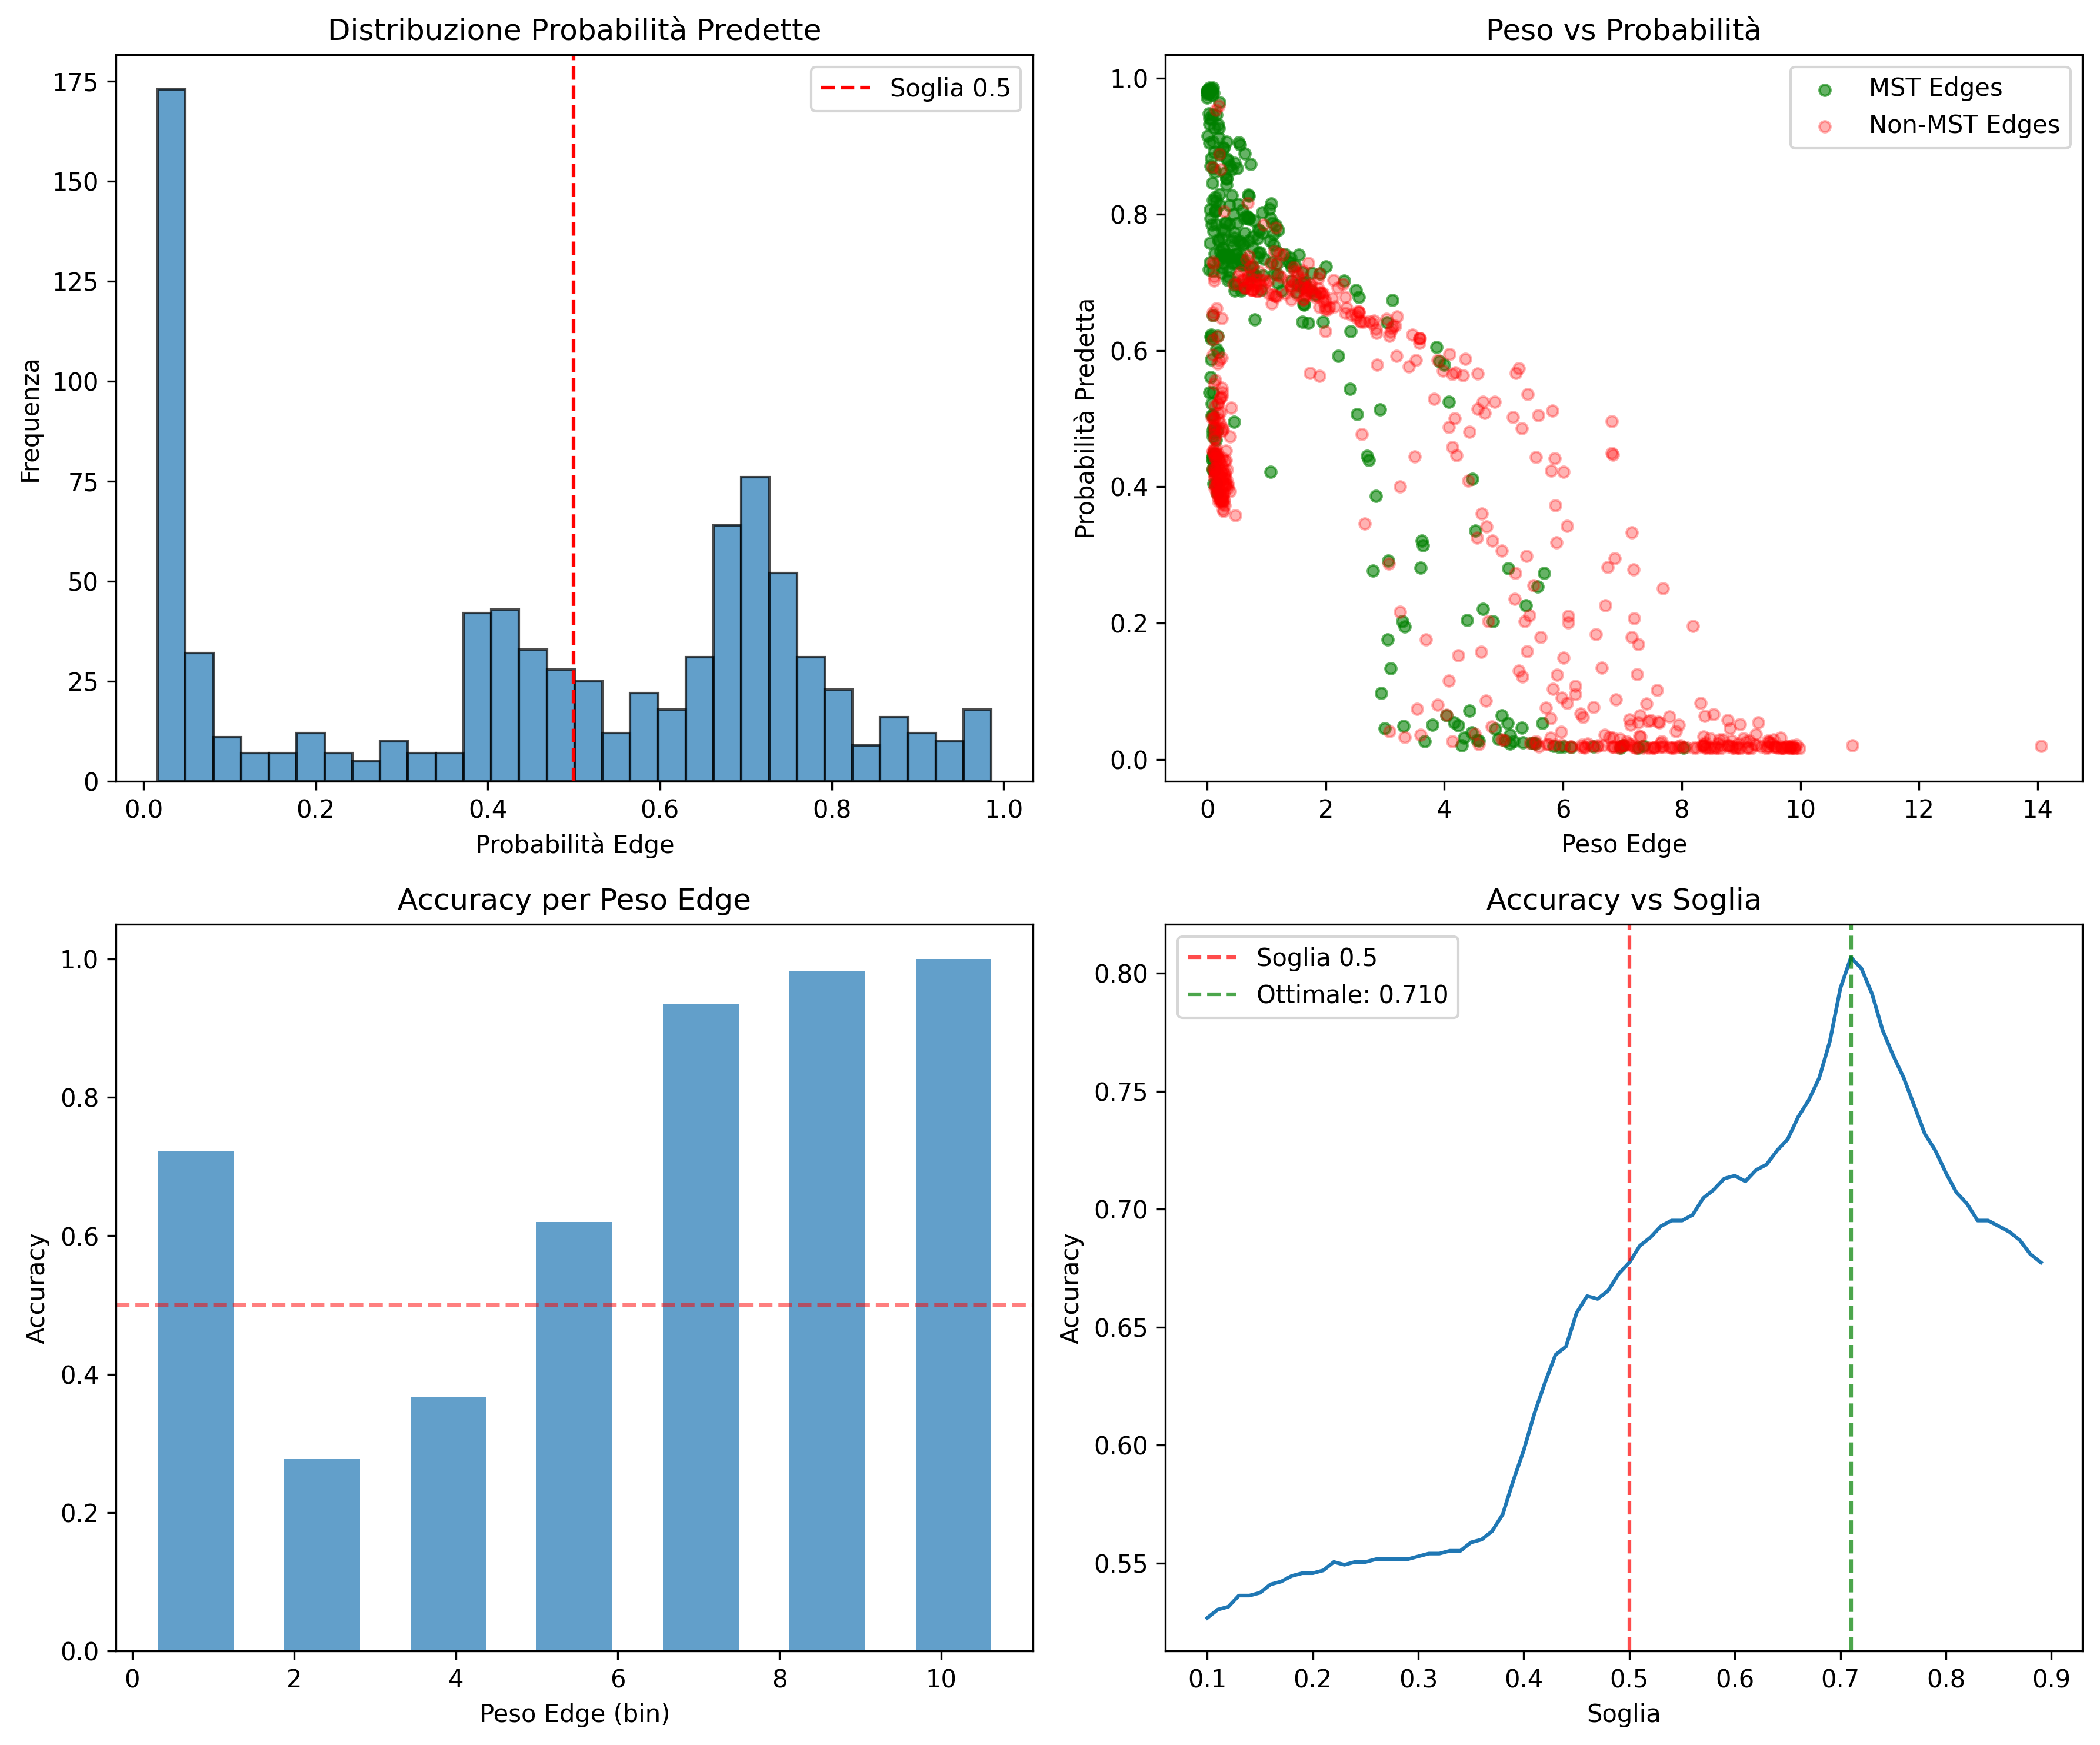 Distribuzione Probabilità Predette
Soglia 0.5
Frequenza
175
150
125
100
75
50
25
0
0.0 0.2 0.4 0.6 0.8 1.0
Probabilità Edge
Peso vs Probabilità
MST Edges
Non-MST Edges
Probabilità Predetta
1.0
0.8
0.6
0.4
0.2
0.0
0 2 4 6 8 10 12 14
Peso Edge
Accuracy per Peso Edge
Accuracy
1.0
0.8
0.6
0.4
0.2
0.0
0 2 4 6 8 10
Peso Edge (bin)
Accuracy vs Soglia
Soglia 0.5
Ottimale: 0.710
Accuracy
0.80
0.75
0.70
0.65
0.60
0.55
0.1 0.2 0.3 0.4 0.5 0.6 0.7 0.8 0.9
Soglia